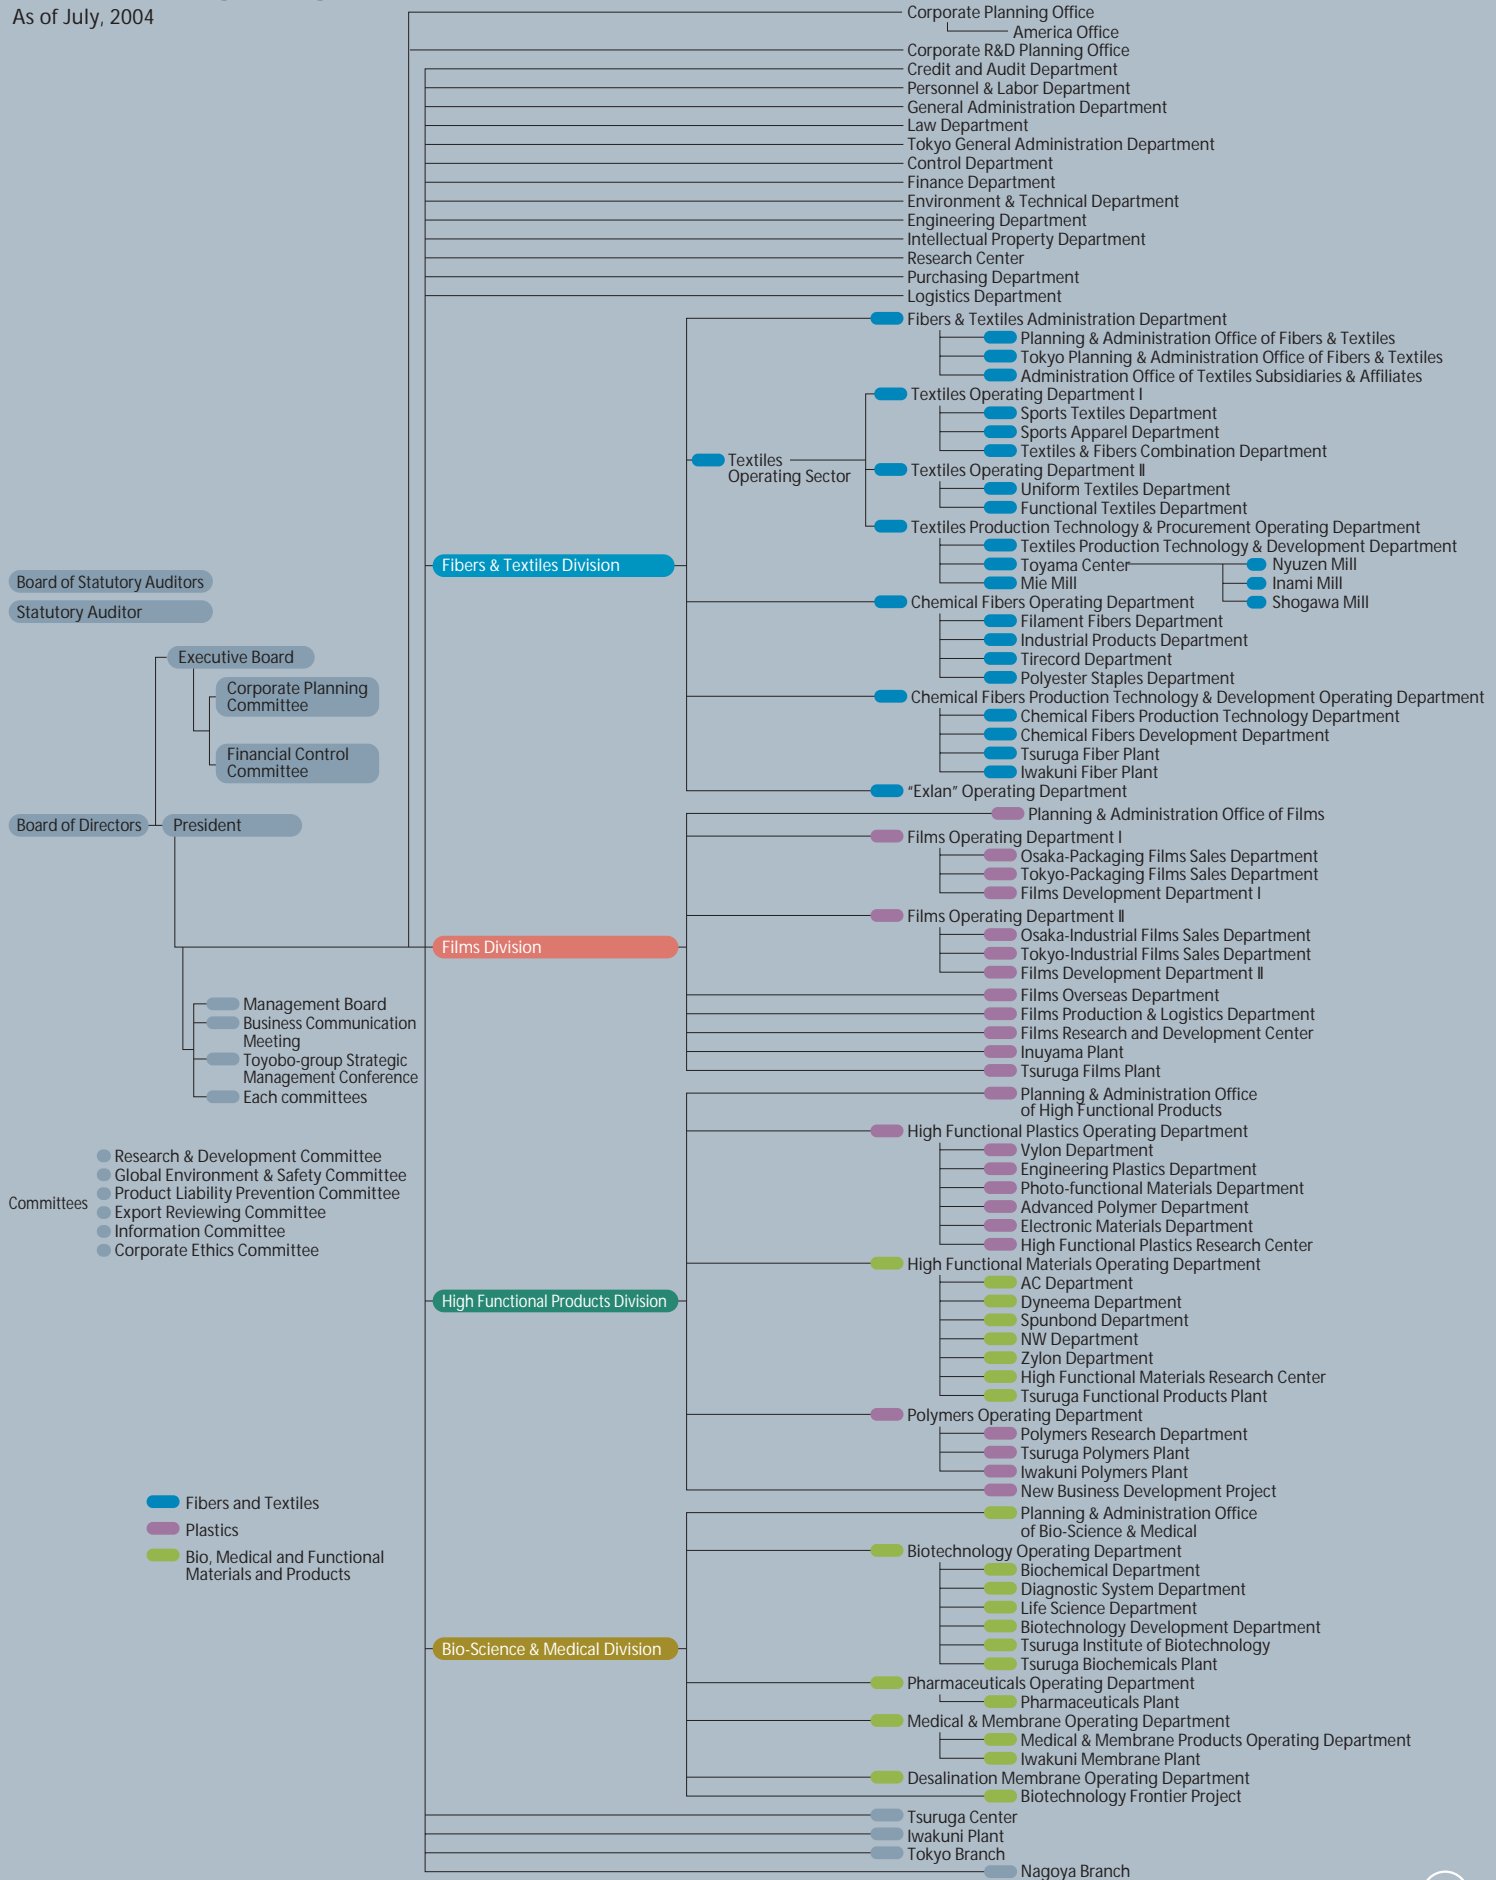 As of July, 2004
Corporate Planning Office
America Office
Corporate R&D Planning Office
Credit and Audit Department
Personnel & Labor Department
General Administration Department
Law Department
Tokyo General Administration Department
Control Department
Finance Department
Environment & Technical Department
Engineering Department
Intellectual Property Department
Research Center
Purchasing Department
Logistics Department
Fibers & Textiles Division
Fibers & Textiles Administration Department
Planning & Administration Office of Fibers & Textiles
Tokyo Planning & Administration Office of Fibers & Textiles
Administration Office of Textiles Subsidiaries & Affiliates
Textiles
Operating Sector
Textiles Operating Department I
Sports Textiles Department
Sports Apparel Department
Textiles & Fibers Combination Department
Textiles Operating Department II
Uniform Textiles Department
Functional Textiles Department
Textiles Production Technology & Procurement Operating Department
Textiles Production Technology & Development Department
Toyama Center
Nyuzen Mill
Inami Mill
Shogawa Mill
Mie Mill
Chemical Fibers Operating Department
Filament Fibers Department
Industrial Products Department
Tirecord Department
Polyester Staples Department
Chemical Fibers Production Technology & Development Operating Department
Chemical Fibers Production Technology Department
Chemical Fibers Development Department
Tsuruga Fiber Plant
Iwakuni Fiber Plant
"Exlan" Operating Department
Board of Statutory Auditors
Statutory Auditor
Executive Board
Corporate Planning
Committee
Financial Control
Committee
Board of Directors
President
Management Board
Business Communication
Meeting
Toyobo-group Strategic
Management Conference
Each committees
Committees
Research & Development Committee
Global Environment & Safety Committee
Product Liability Prevention Committee
Export Reviewing Committee
Information Committee
Corporate Ethics Committee
Films Division
Planning & Administration Office of Films
Films Operating Department I
Osaka-Packaging Films Sales Department
Tokyo-Packaging Films Sales Department
Films Development Department I
Films Operating Department II
Osaka-Industrial Films Sales Department
Tokyo-Industrial Films Sales Department
Films Development Department II
Films Overseas Department
Films Production & Logistics Department
Films Research and Development Center
Inuyama Plant
Tsuruga Films Plant
High Functional Products Division
Planning & Administration Office
of High Functional Products
High Functional Plastics Operating Department
Vylon Department
Engineering Plastics Department
Photo-functional Materials Department
Advanced Polymer Department
Electronic Materials Department
High Functional Plastics Research Center
High Functional Materials Operating Department
AC Department
Dyneema Department
Spunbond Department
NW Department
Zylon Department
High Functional Materials Research Center
Tsuruga Functional Products Plant
Polymers Operating Department
Polymers Research Department
Tsuruga Polymers Plant
Iwakuni Polymers Plant
New Business Development Project
Fibers and Textiles
Plastics
Bio, Medical and Functional
Materials and Products
Bio-Science & Medical Division
Planning & Administration Office
of Bio-Science & Medical
Biotechnology Operating Department
Biochemical Department
Diagnostic System Department
Life Science Department
Biotechnology Development Department
Tsuruga Institute of Biotechnology
Tsuruga Biochemicals Plant
Pharmaceuticals Operating Department
Pharmaceuticals Plant
Medical & Membrane Operating Department
Medical & Membrane Products Operating Department
Iwakuni Membrane Plant
Desalination Membrane Operating Department
Biotechnology Frontier Project
Tsuruga Center
Iwakuni Plant
Tokyo Branch
Nagoya Branch